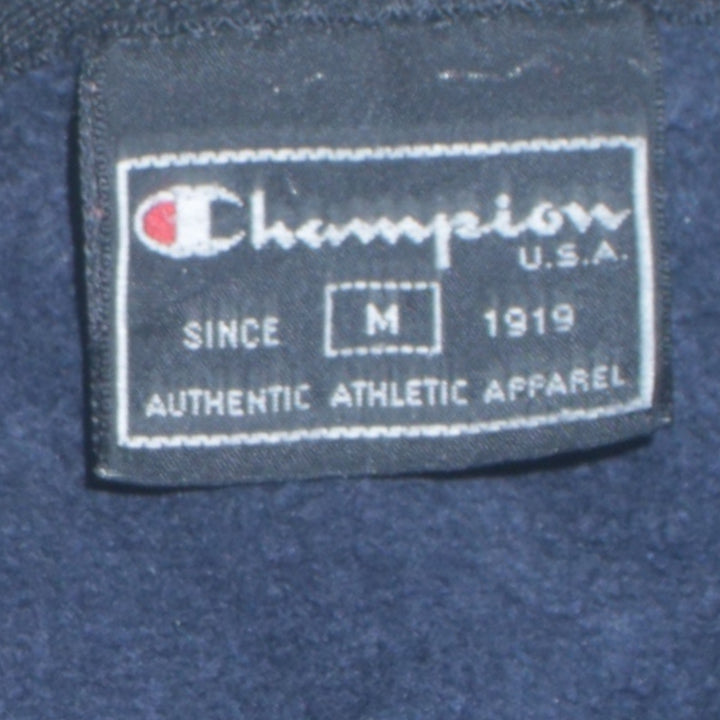 Champion
U.S.A.
SINCE M 1919
AUTHENTIC ATHLETIC APPAREL